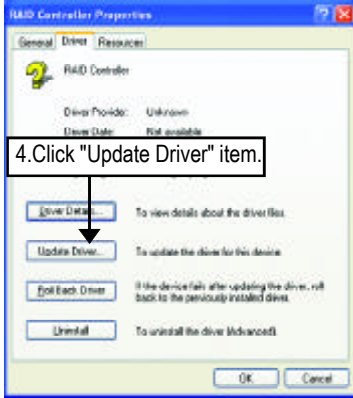 RAID Controller Properties
General Driver Resources
RAID Controller
Driver Provider: Unknown
Driver Date: Not available
4.Click "Update Driver" item.
Driver Details... To view details about the driver files.
Update Driver... To update the driver for this device.
Roll Back Driver If the device fails after updating the driver, roll
back to the previously installed driver.
Uninstall To uninstall the driver (Advanced).
OK Cancel